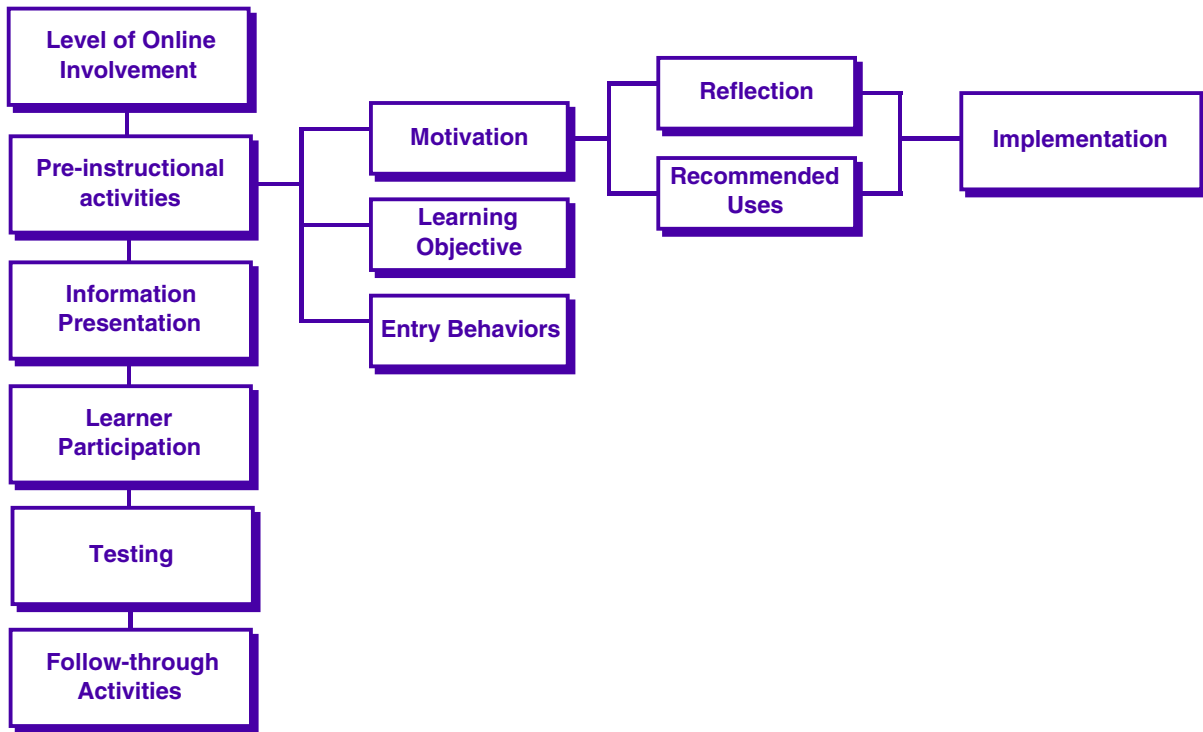 Level of Online
Involvement
Pre-instructional
activities
Information
Presentation
Learner
Participation
Testing
Follow-through
Activities
Motivation
Learning
Objective
Entry Behaviors
Reflection
Recommended
Uses
Implementation